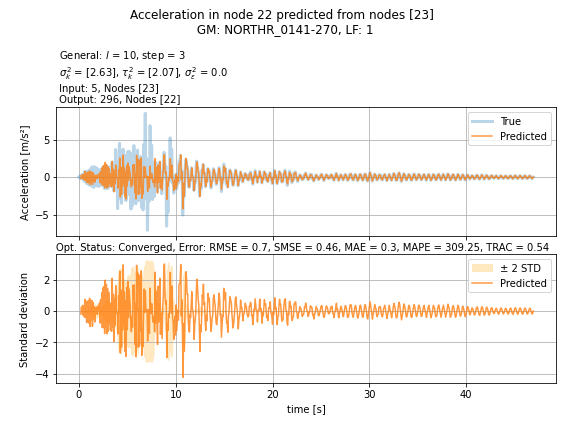 Acceleration in node 22 predicted from nodes [23]
GM: NORTHR_0141-270, LF: 1
General: l = 10, step = 3
σ²ₖ = [2.63], τ²ₖ = [2.07], σ²ε = 0.0
Input: 5, Nodes [23]
Output: 296, Nodes [22]
Acceleration [m/s²]
5
0
−5
True
Predicted
Opt. Status: Converged, Error: RMSE = 0.7, SMSE = 0.46, MAE = 0.3, MAPE = 309.25, TRAC = 0.54
Standard deviation
2
0
−2
−4
± 2 STD
Predicted
0 10 20 30 40
time [s]